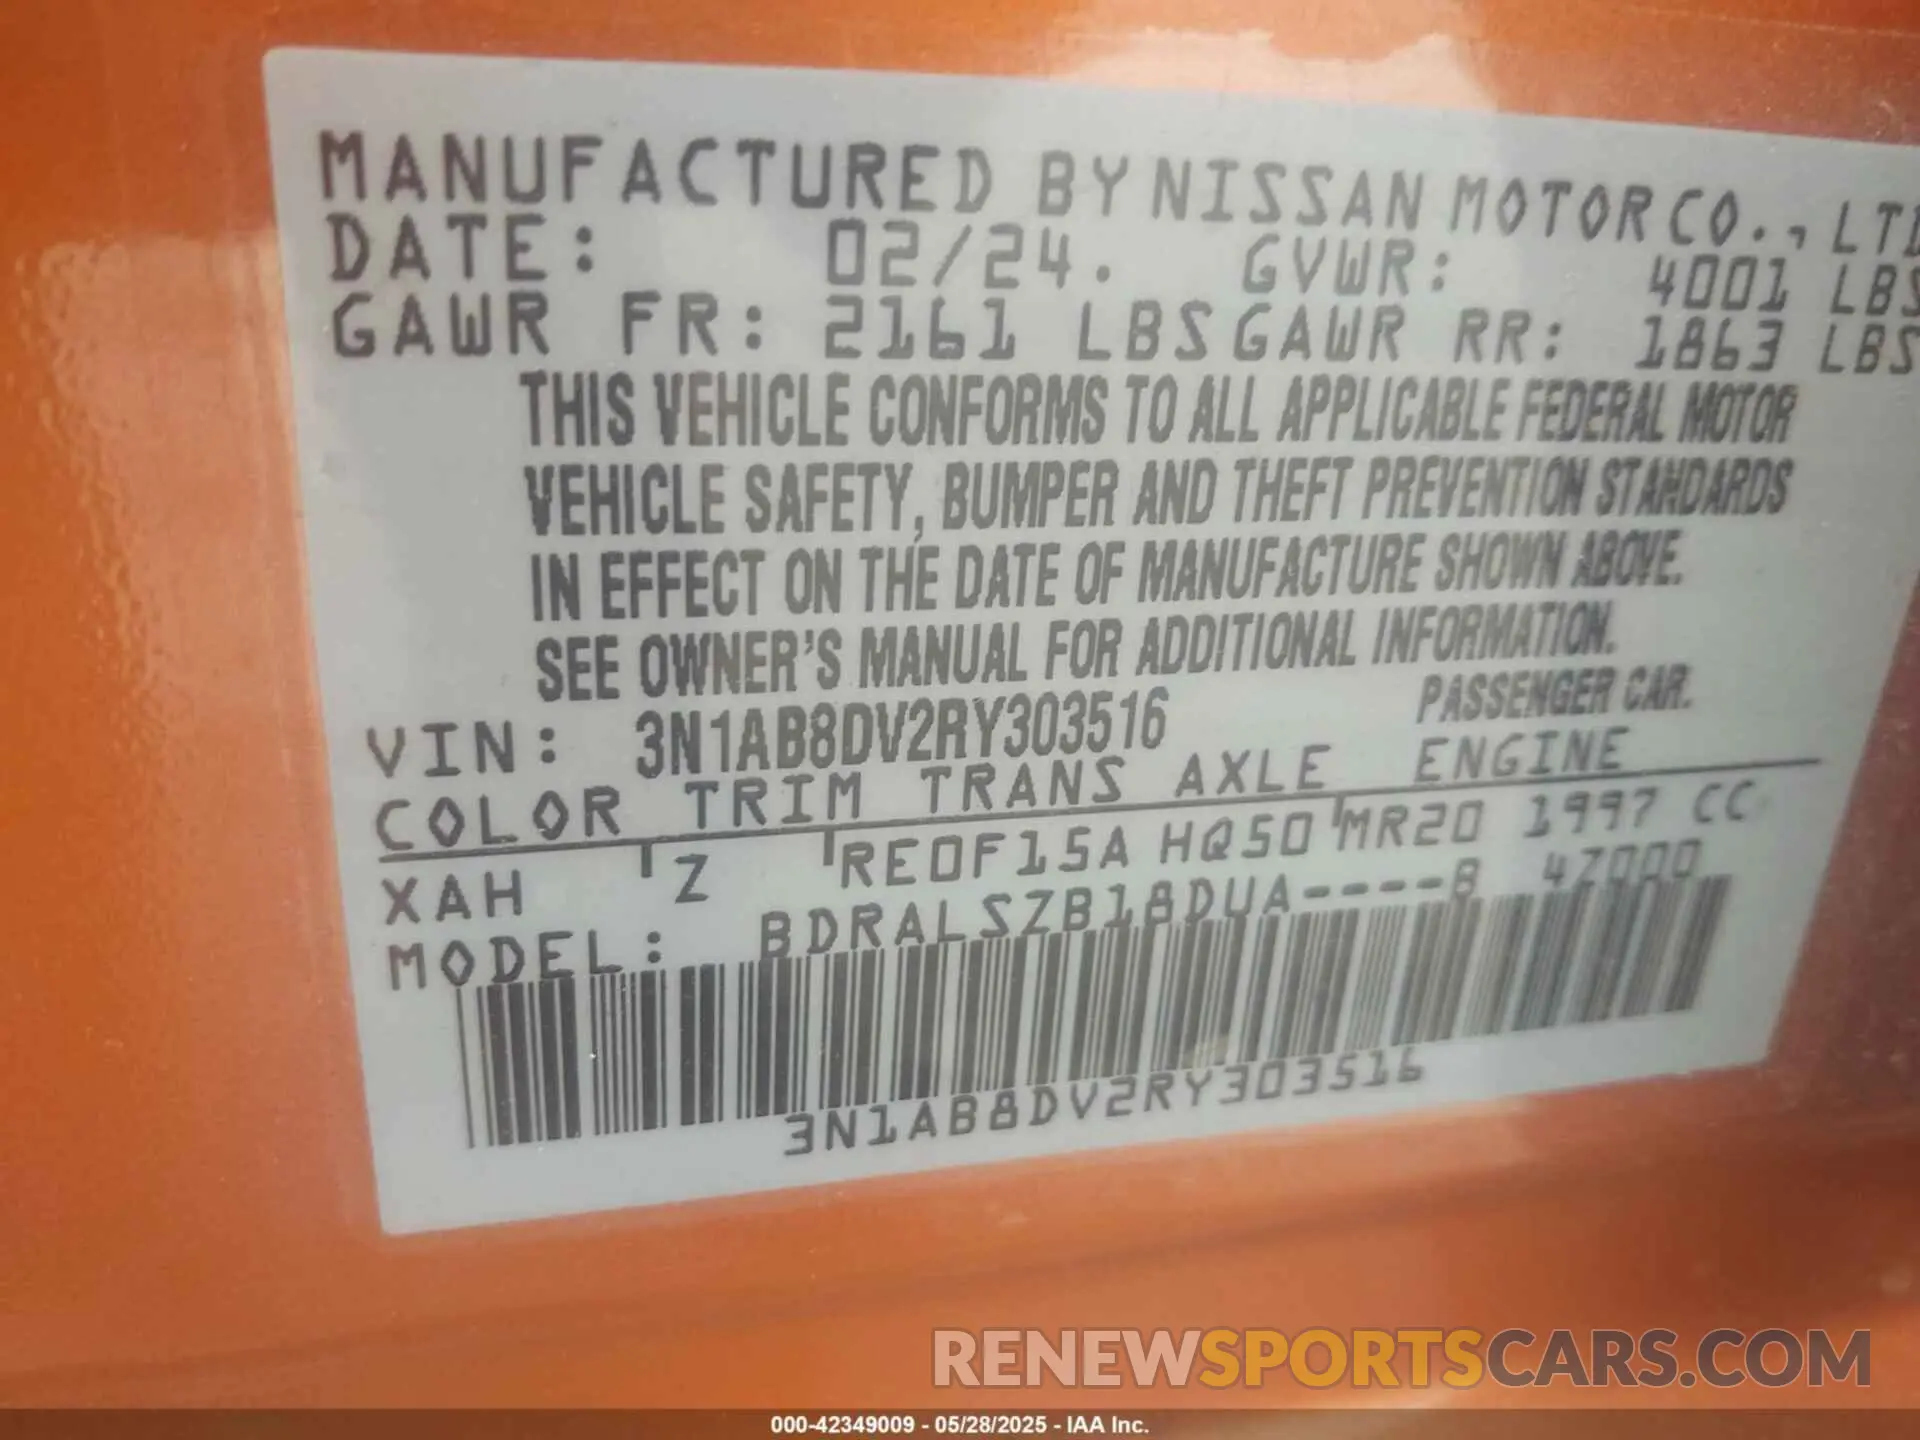 MANUFACTURED BY NISSAN MOTOR CO., LTD
DATE: 02/24. GVWR: 4001 LBS
GAWR FR: 2161 LBS GAWR RR: 1863 LBS
THIS VEHICLE CONFORMS TO ALL APPLICABLE FEDERAL MOTOR
VEHICLE SAFETY, BUMPER AND THEFT PREVENTION STANDARDS
IN EFFECT ON THE DATE OF MANUFACTURE SHOWN ABOVE.
SEE OWNER'S MANUAL FOR ADDITIONAL INFORMATION.
VIN: 3N1AB8DV2RY303516 PASSENGER CAR.
COLOR TRIM TRANS AXLE ENGINE
XAH Z RE0F15A HQ50 MR20 1997 CC
MODEL: BDRALSZB18DUA----B 4Z000
3N1AB8DV2RY303516
RENEWSPORTSCARS.COM
000-42349009 - 05/28/2025 - IAA Inc.